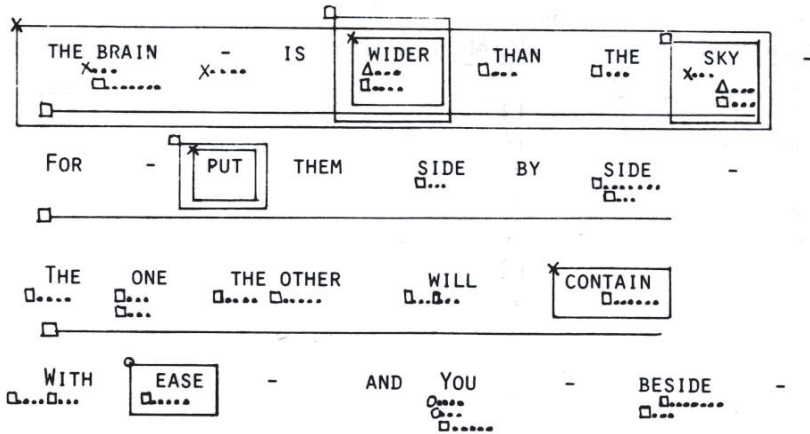 THE BRAIN - IS WIDER THAN THE SKY -
FOR - PUT THEM SIDE BY SIDE -
THE ONE THE OTHER WILL CONTAIN
WITH EASE - AND YOU - BESIDE -